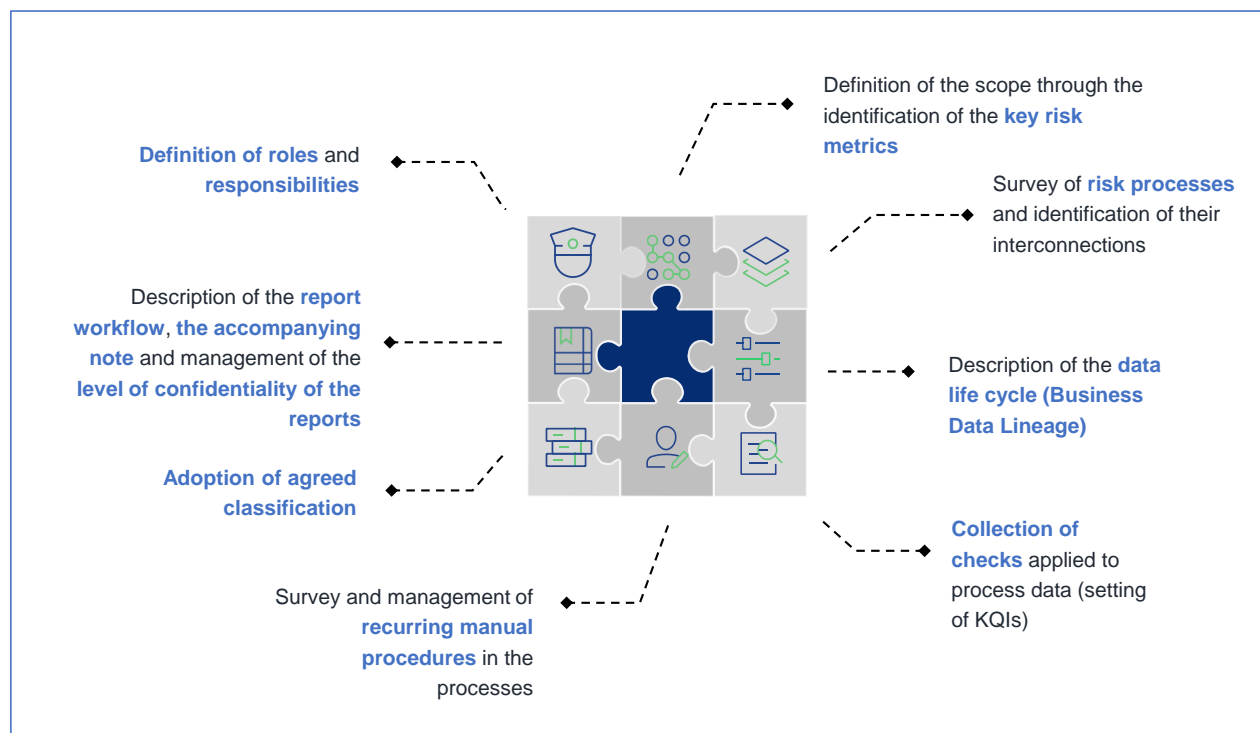 Definition of the scope through the
identification of the key risk
metrics
Definition of roles and
responsibilities
Survey of risk processes
and identification of their
interconnections
Description of the report
workflow, the accompanying
note and management of the
level of confidentiality of the
reports
Description of the data
life cycle (Business
Data Lineage)
Adoption of agreed
classification
Collection of
checks applied to
process data (setting
of KQIs)
Survey and management of
recurring manual
procedures in the
processes